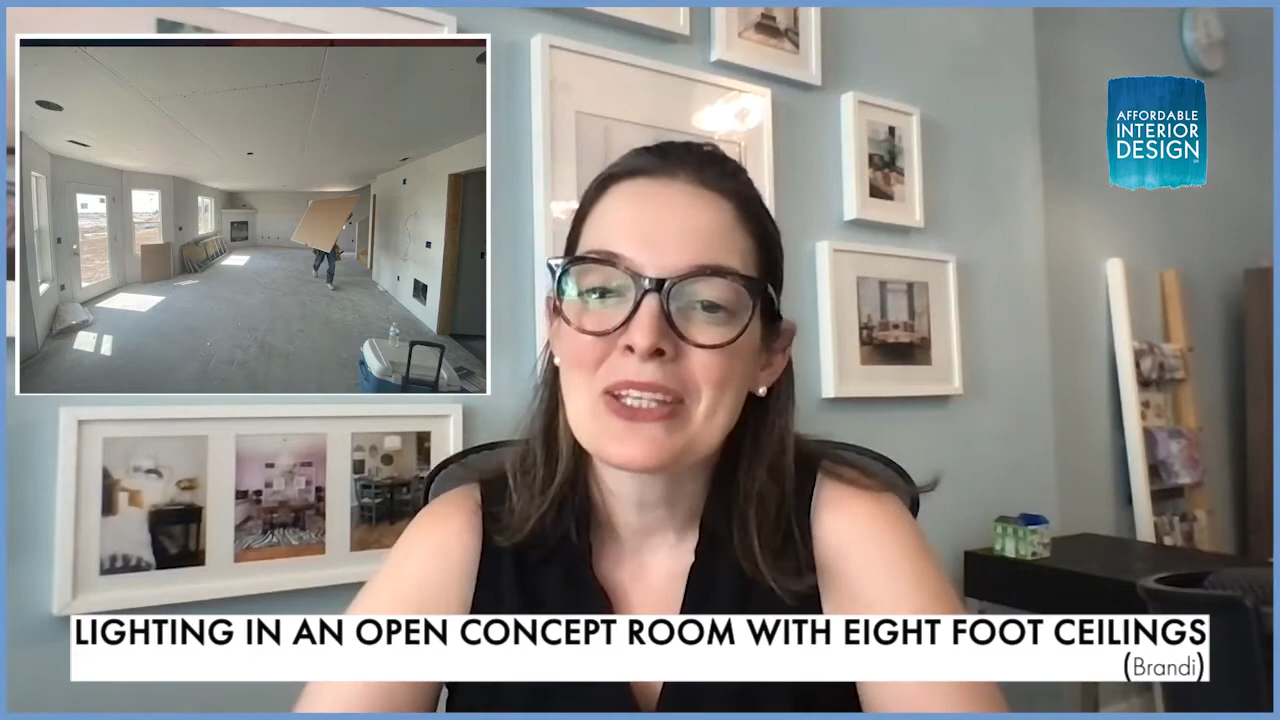 AFFORDABLE
INTERIOR
DESIGN
LIGHTING IN AN OPEN CONCEPT ROOM WITH EIGHT FOOT CEILINGS
(Brandi)